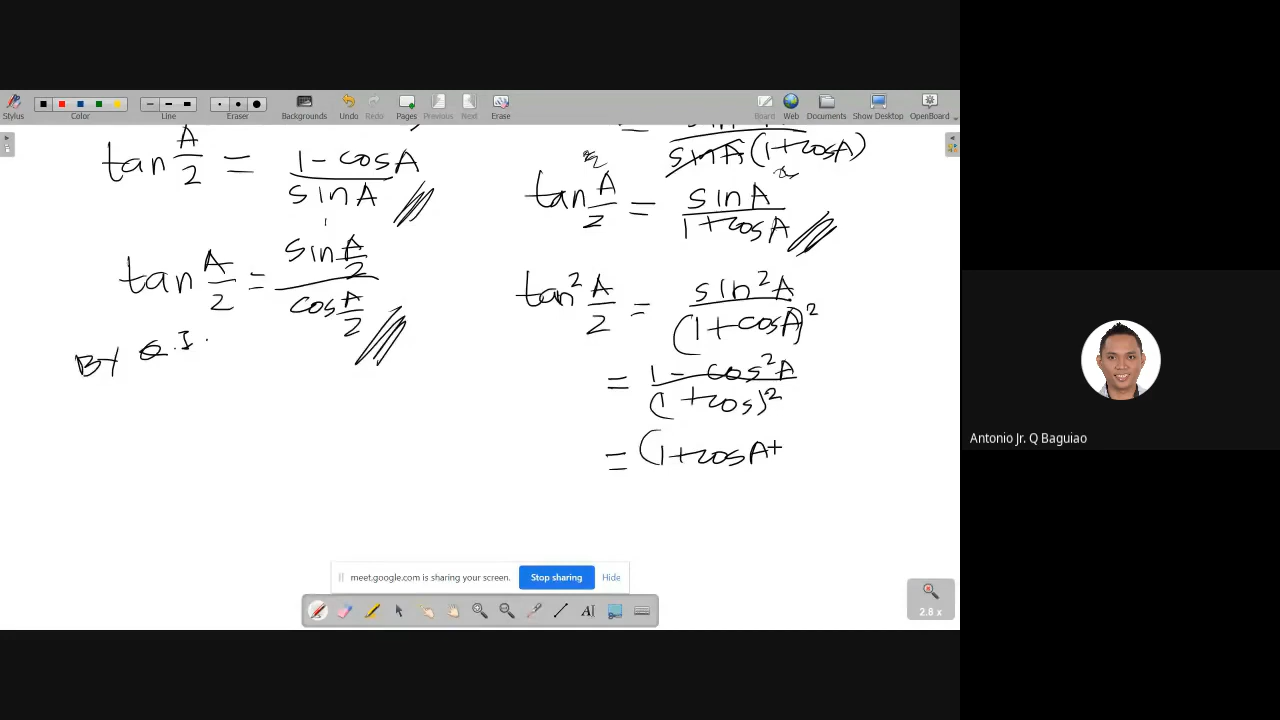 Stylus
Color
Line
Eraser
Backgrounds
Undo
Redo
Pages
Previous
Next
Erase
Board
Web
Documents
Show Desktop
OpenBoard
tan A/2 = 1 - cosA / sinA
tan A/2 = sin A/2 / cos A/2
BY Q.I.
sinA (1 + cosA)
tan A/2 = sinA / 1 + cosA
tan² A/2 = sin²A / (1 + cosA)²
= 1 - cos²A / (1 + cos)²
= (1 + cosA +
meet.google.com is sharing your screen.
Stop sharing
Hide
2.8 x
Antonio Jr. Q Baguiao